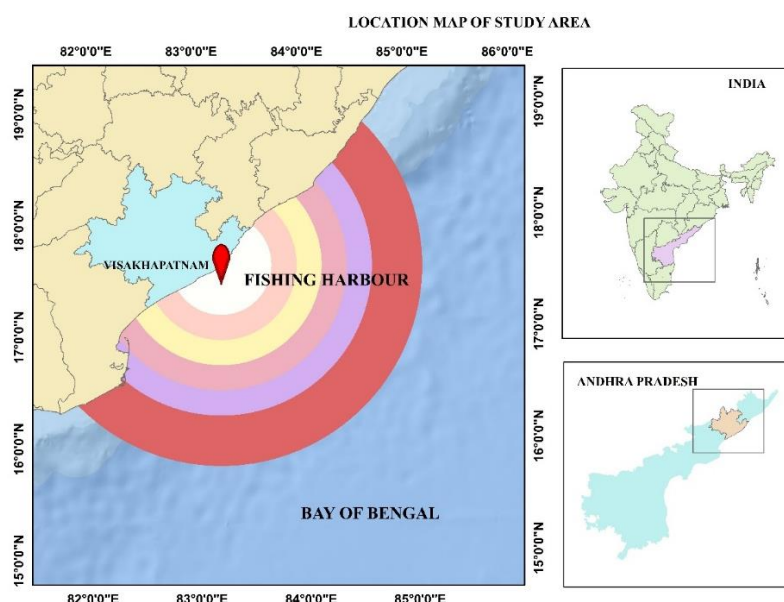 LOCATION MAP OF STUDY AREA
82°0'0"E 83°0'0"E 84°0'0"E 85°0'0"E 86°0'0"E
19°0'0"N
18°0'0"N
17°0'0"N
16°0'0"N
15°0'0"N
VISAKHAPATNAM
FISHING HARBOUR
BAY OF BENGAL
19°0'0"N
18°0'0"N
17°0'0"N
16°0'0"N
15°0'0"N
82°0'0"E 83°0'0"E 84°0'0"E 85°0'0"E
INDIA
ANDHRA PRADESH